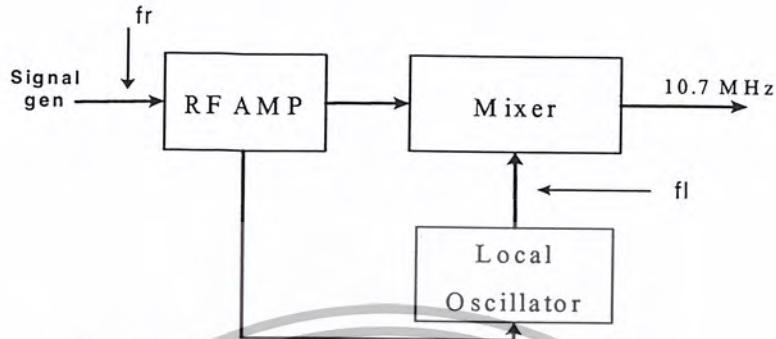 fr
Signal
gen
RF AMP
Mixer
10.7 MHz
fl
Local
Oscillator